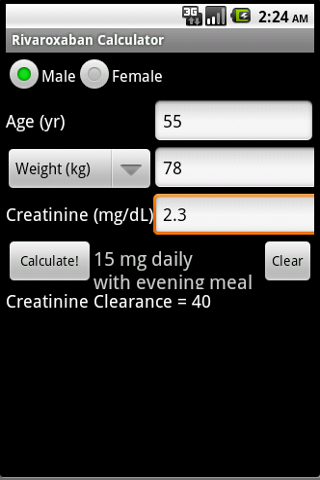 3G 2:24 AM
Rivaroxaban Calculator
Male Female
Age (yr) 55
Weight (kg) 78
Creatinine (mg/dL) 2.3
Calculate! 15 mg daily Clear
with evening meal
Creatinine Clearance = 40